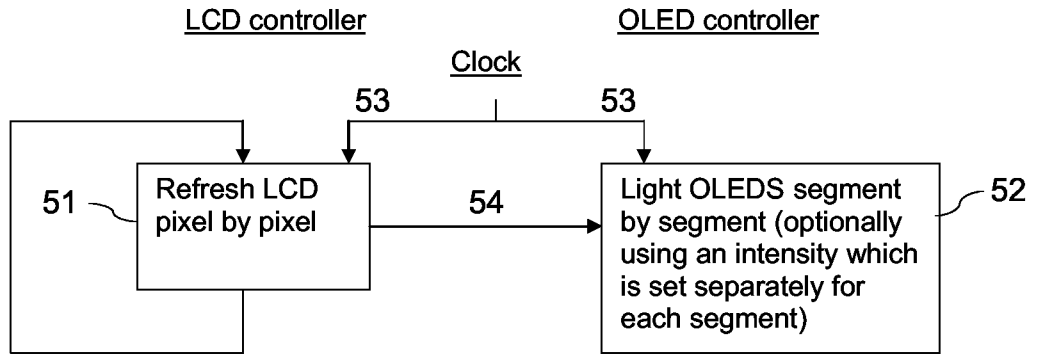 LCD controller
OLED controller
Clock
53
53
51
Refresh LCD
pixel by pixel
54
Light OLEDS segment
by segment (optionally
using an intensity which
is set separately for
each segment)
52